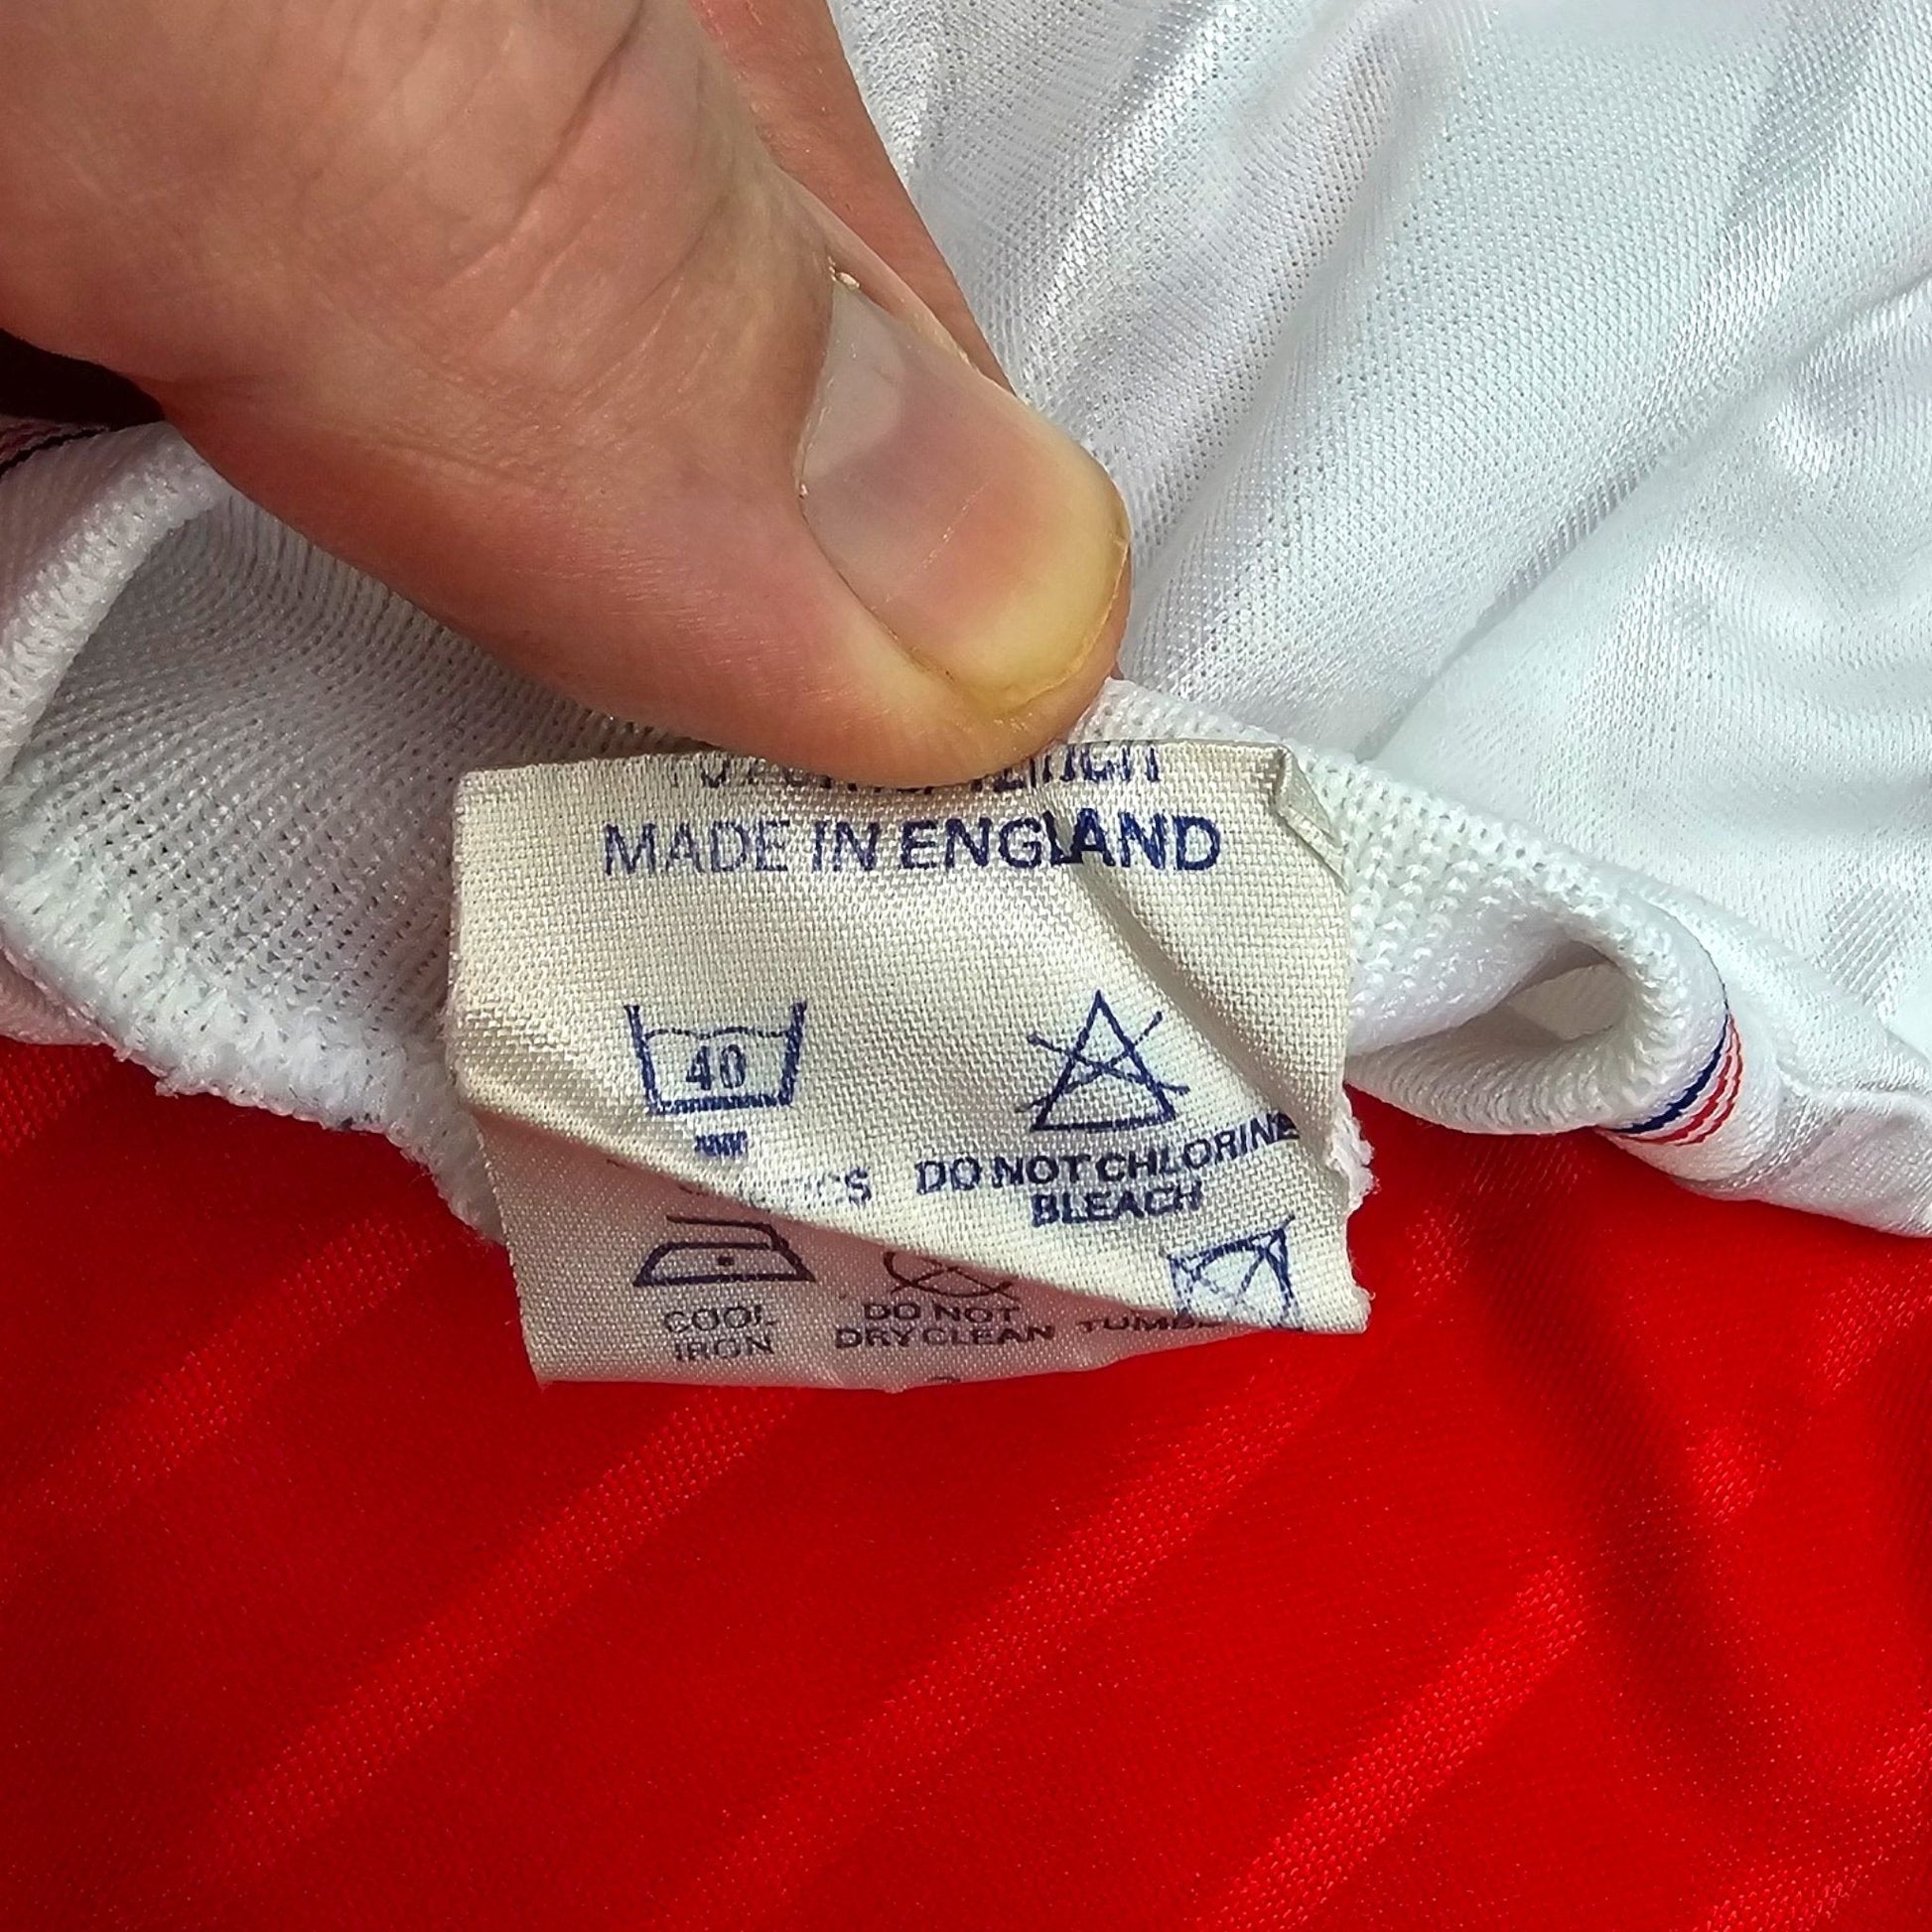 MADE IN ENGLAND
40
DO NOT CHLORINE
BLEACH
COOL
IRON
DO NOT
DRY CLEAN